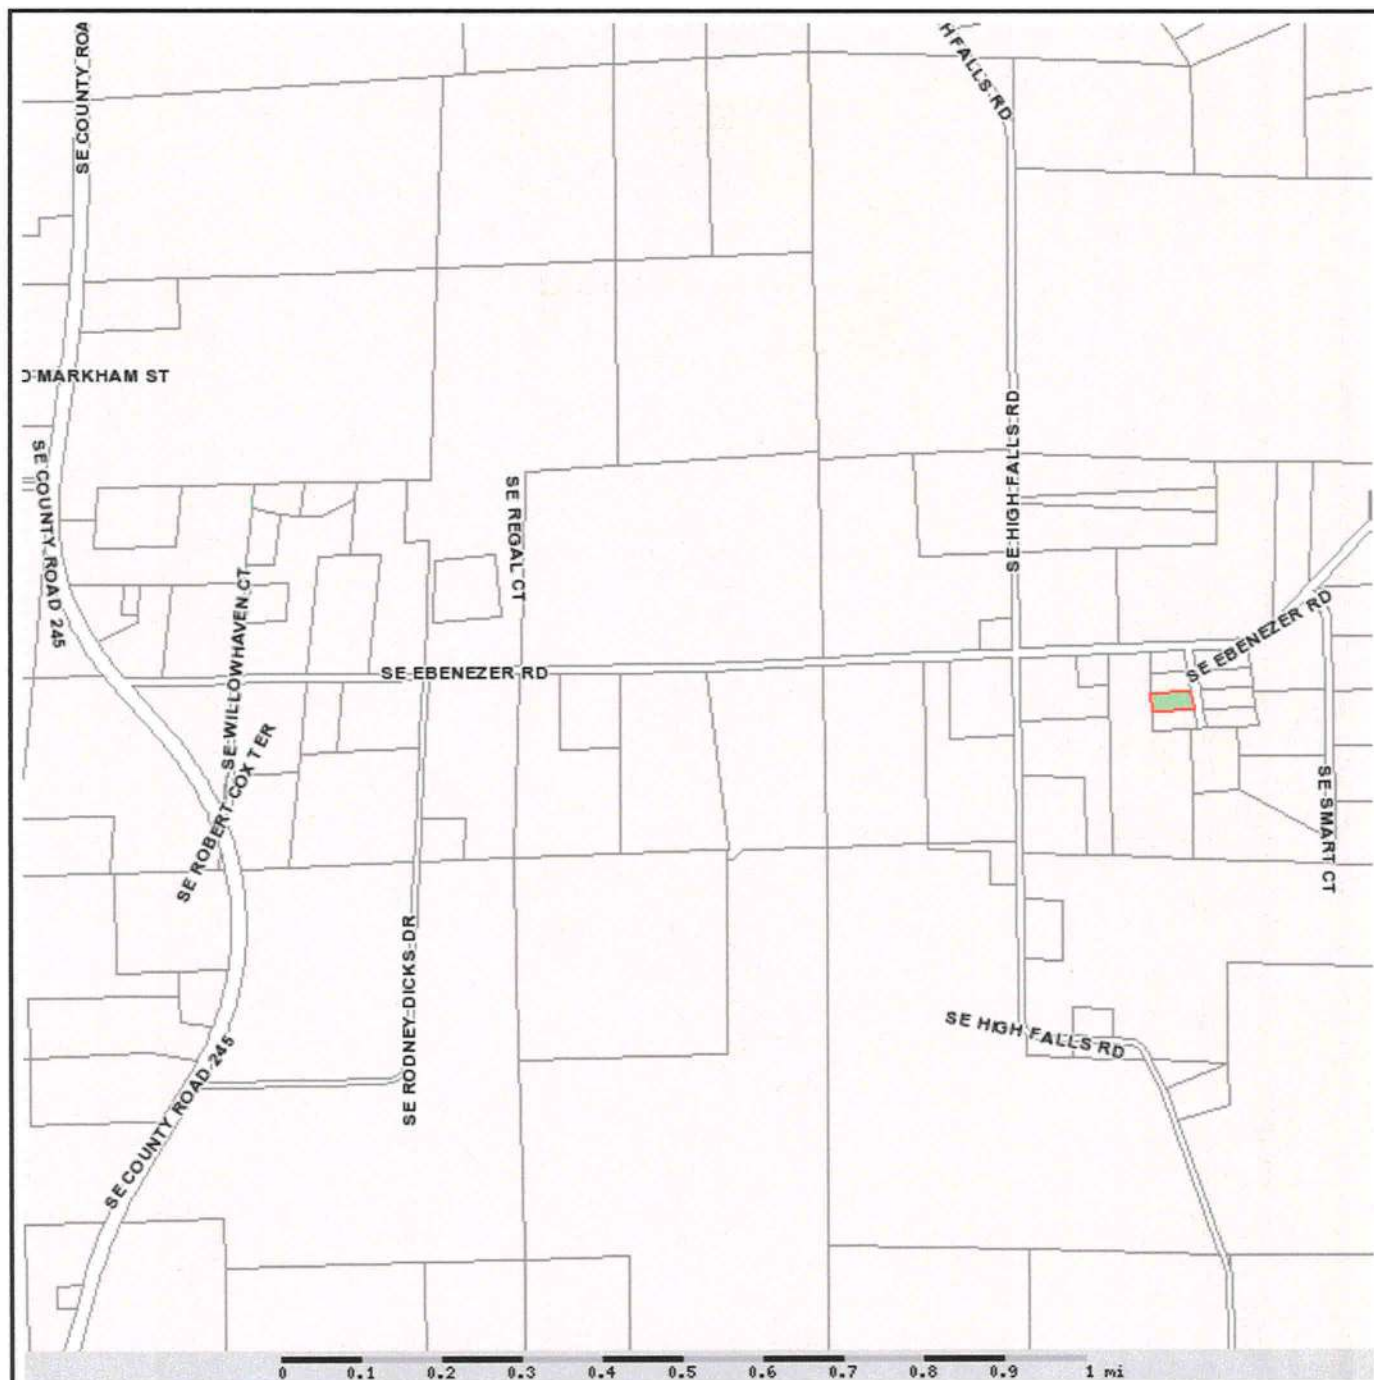 SE COUNTY ROA
H FALLS RD
MARKHAM ST
SE HIGH FALLS RD
SE COUNTY ROAD 245
SE REGAL CT
SE WILLOWHAVEN CT
SE EBENEZER RD
SE EBENEZER RD
SE ROBERT COX TER
SE SMART CT
SE RODNEY DICKS DR
SE HIGH FALLS RD
SE COUNTY ROAD 245
0 0.1 0.2 0.3 0.4 0.5 0.6 0.7 0.8 0.9 1 mi